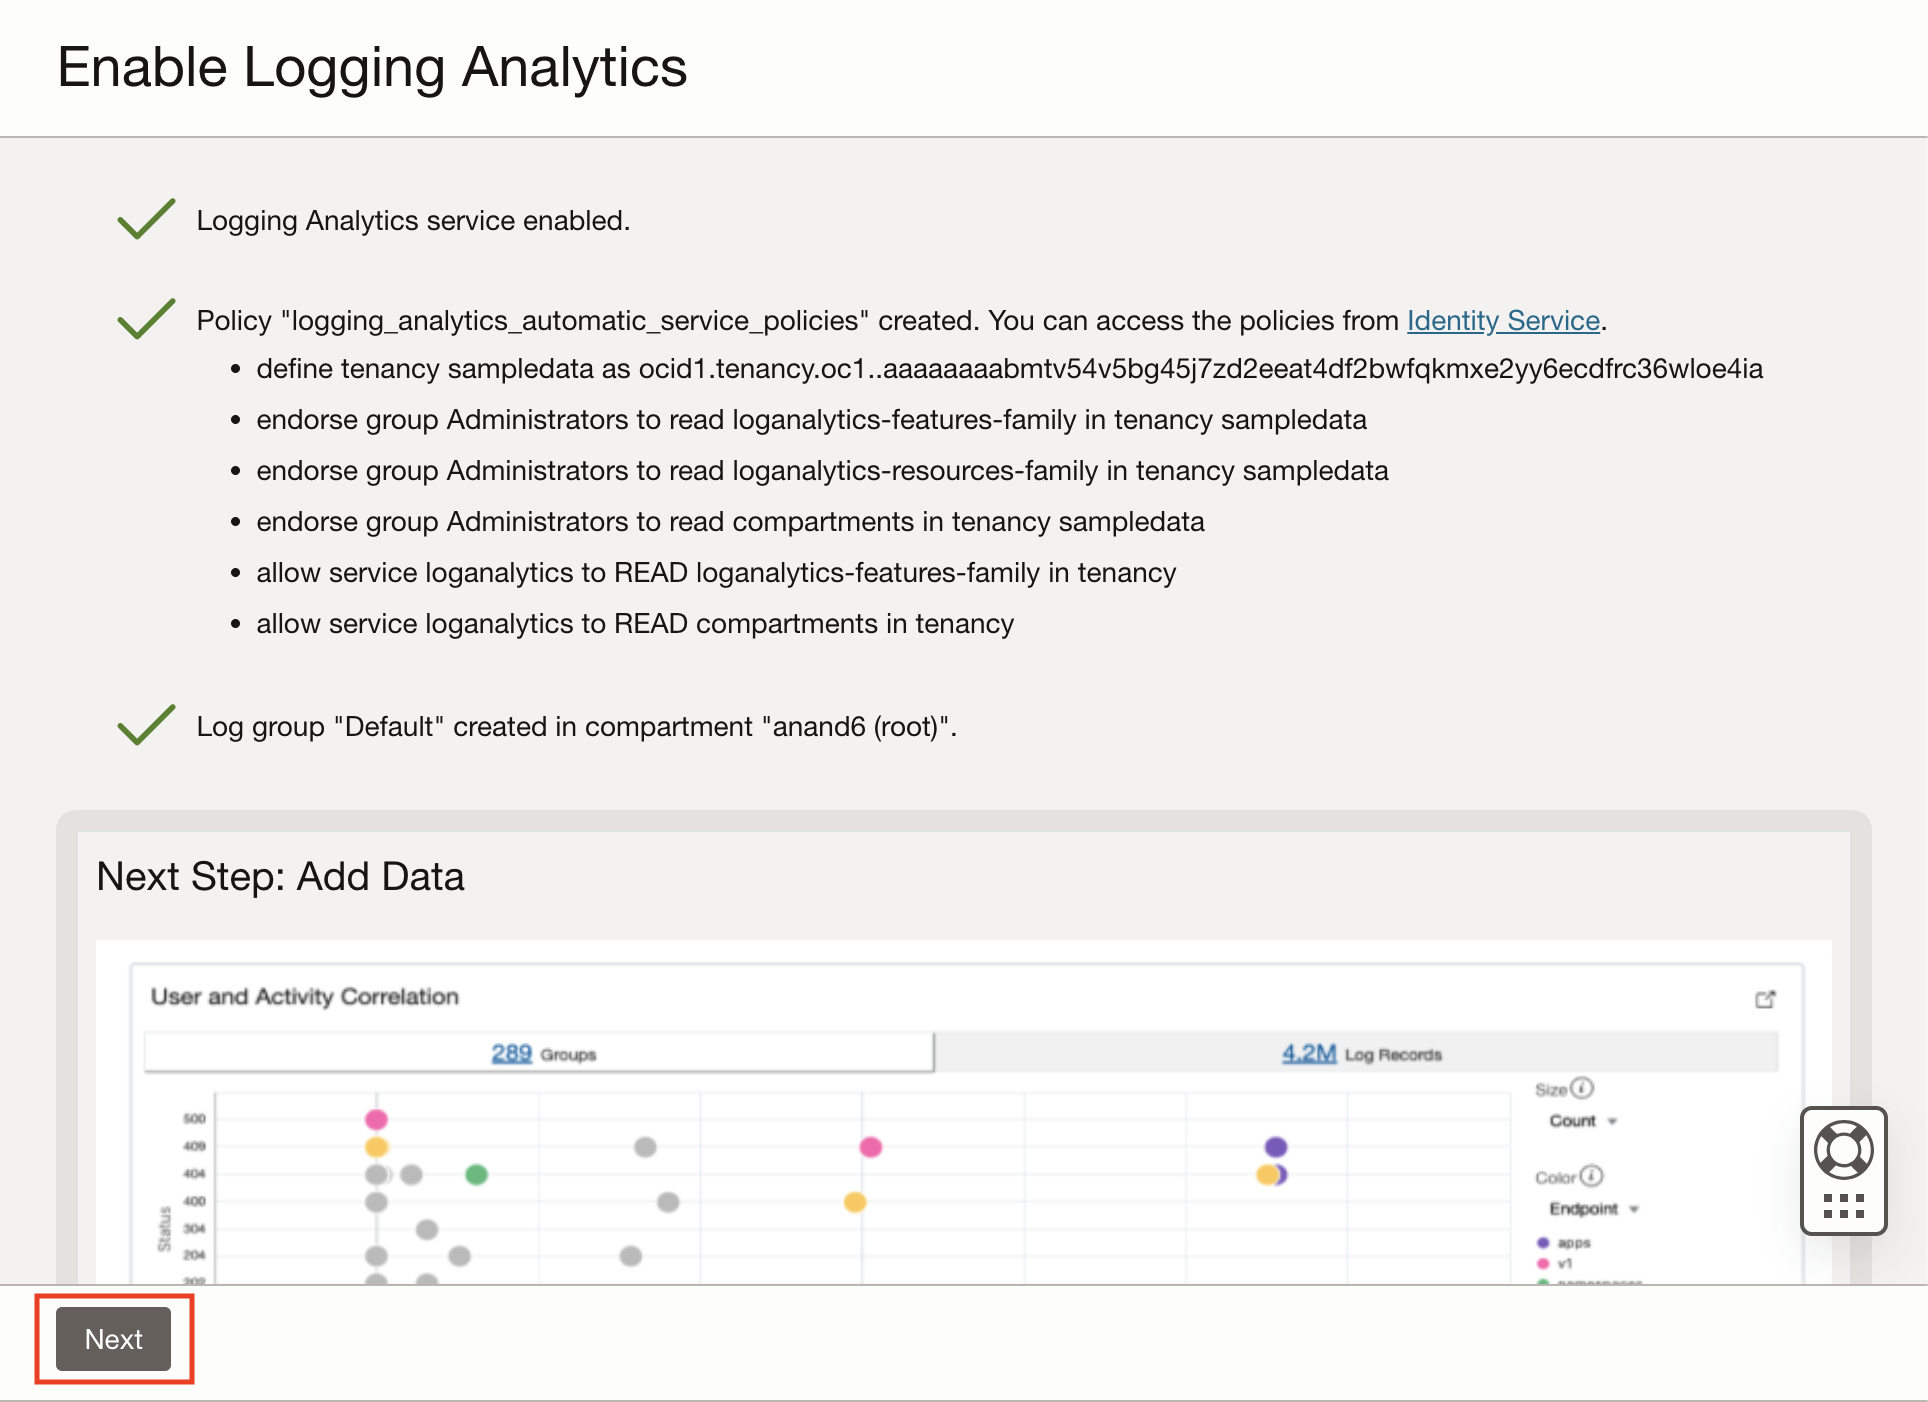 Enable Logging Analytics
Logging Analytics service enabled.
Policy "logging_analytics_automatic_service_policies" created. You can access the policies from Identity Service.
• define tenancy sampledata as ocid1.tenancy.oc1..aaaaaaaabmtv54v5bg45j7zd2eeat4df2bwfqkmxe2yy6ecdfrc36wloe4ia
• endorse group Administrators to read loganalytics-features-family in tenancy sampledata
• endorse group Administrators to read loganalytics-resources-family in tenancy sampledata
• endorse group Administrators to read compartments in tenancy sampledata
• allow service loganalytics to READ loganalytics-features-family in tenancy
• allow service loganalytics to READ compartments in tenancy
Log group "Default" created in compartment "anand6 (root)".
Next Step: Add Data
User and Activity Correlation
289 Groups
4.2M Log Records
Size
Count
Color
Endpoint
apps
v1
Status
500
409
404
400
304
204
Next